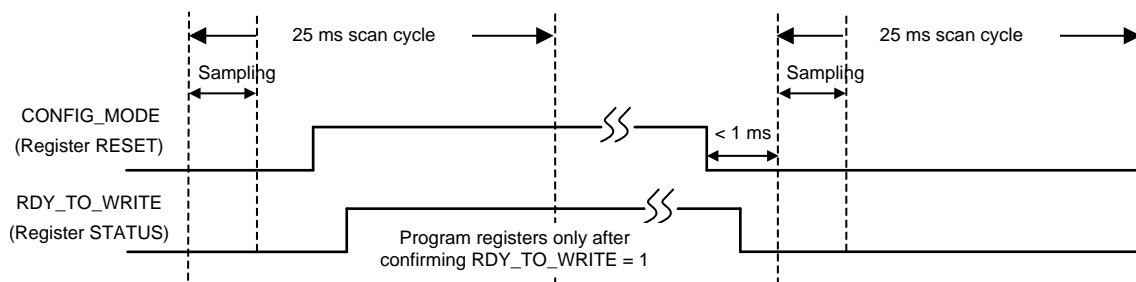 25 ms scan cycle
25 ms scan cycle
Sampling
Sampling
CONFIG_MODE
(Register RESET)
< 1 ms
RDY_TO_WRITE
(Register STATUS)
Program registers only after
confirming RDY_TO_WRITE = 1